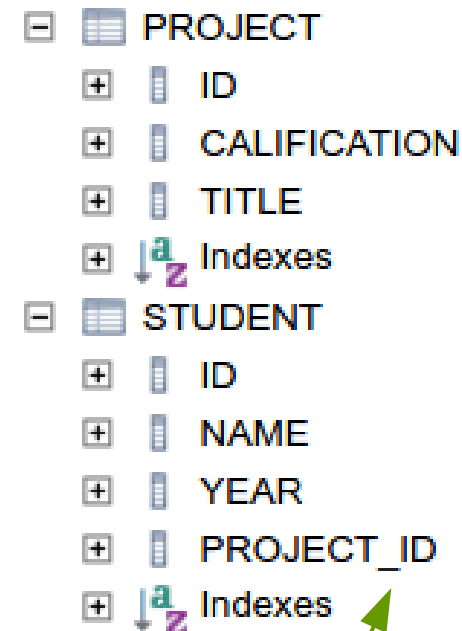 PROJECT
ID
CALIFICATION
TITLE
Indexes
STUDENT
ID
NAME
YEAR
PROJECT_ID
Indexes